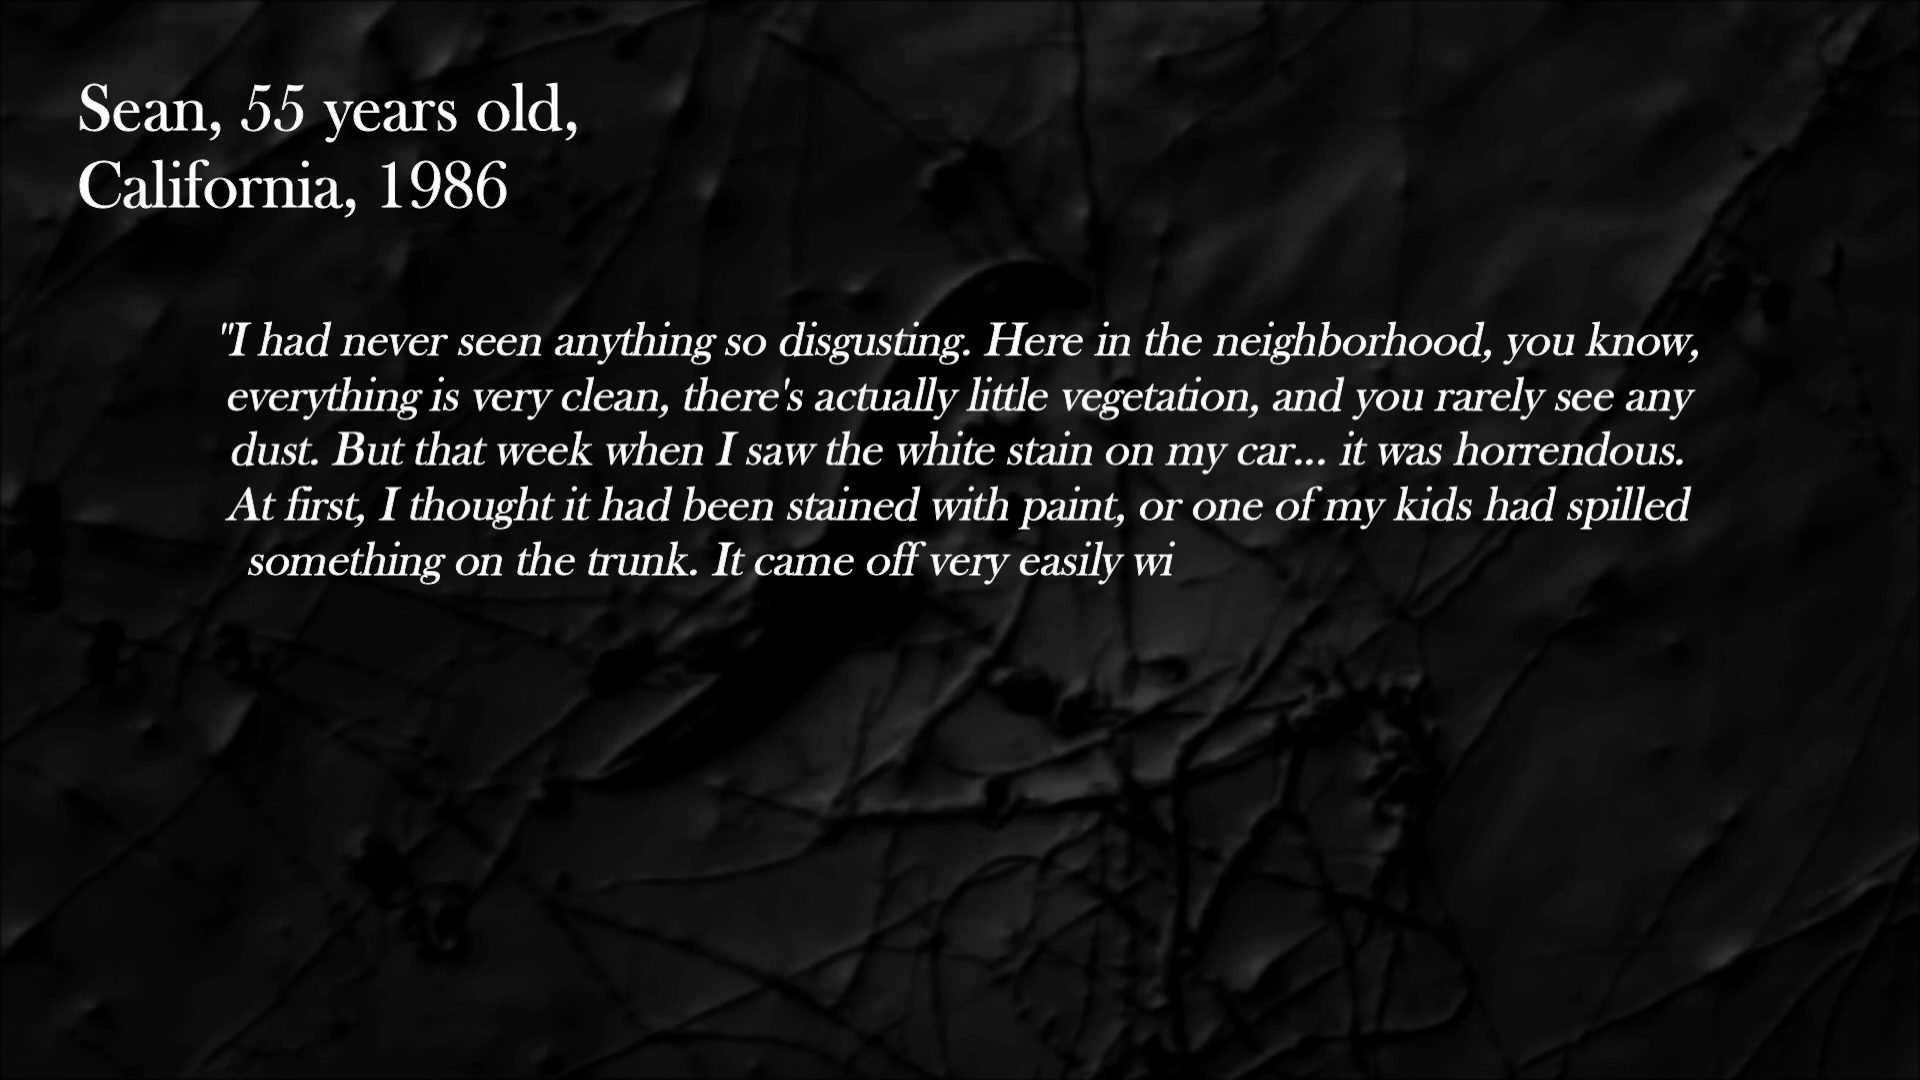 Sean, 55 years old,
California, 1986
"I had never seen anything so disgusting. Here in the neighborhood, you know,
everything is very clean, there's actually little vegetation, and you rarely see any
dust. But that week when I saw the white stain on my car... it was horrendous.
At first, I thought it had been stained with paint, or one of my kids had spilled
something on the trunk. It came off very easily wi